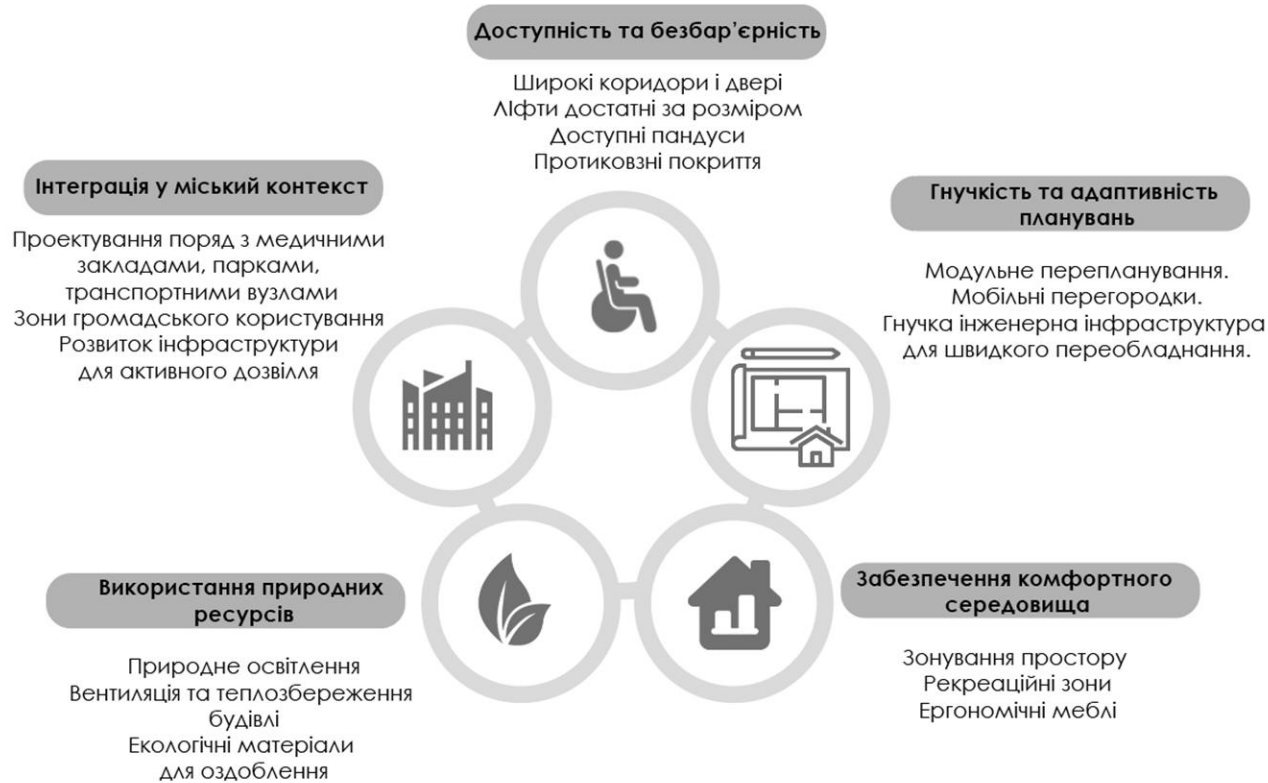 Доступність та безбар’єрність
Широкі коридори і двері
Ліфти достатні за розміром
Доступні пандуси
Протиковзні покриття
Інтеграція у міський контекст
Проектування поряд з медичними
закладами, парками,
транспортними вузлами
Зони громадського користування
Розвиток інфраструктури
для активного дозвілля
Гнучкість та адаптивність
планувань
Модульне перепланування.
Мобільні перегородки.
Гнучка інженерна інфраструктура
для швидкого переобладнання.
Використання природних
ресурсів
Природне освітлення
Вентиляція та теплозбереження
будівлі
Екологічні матеріали
для оздоблення
Забезпечення комфортного
середовища
Зонування простору
Рекреаційні зони
Ергономічні меблі